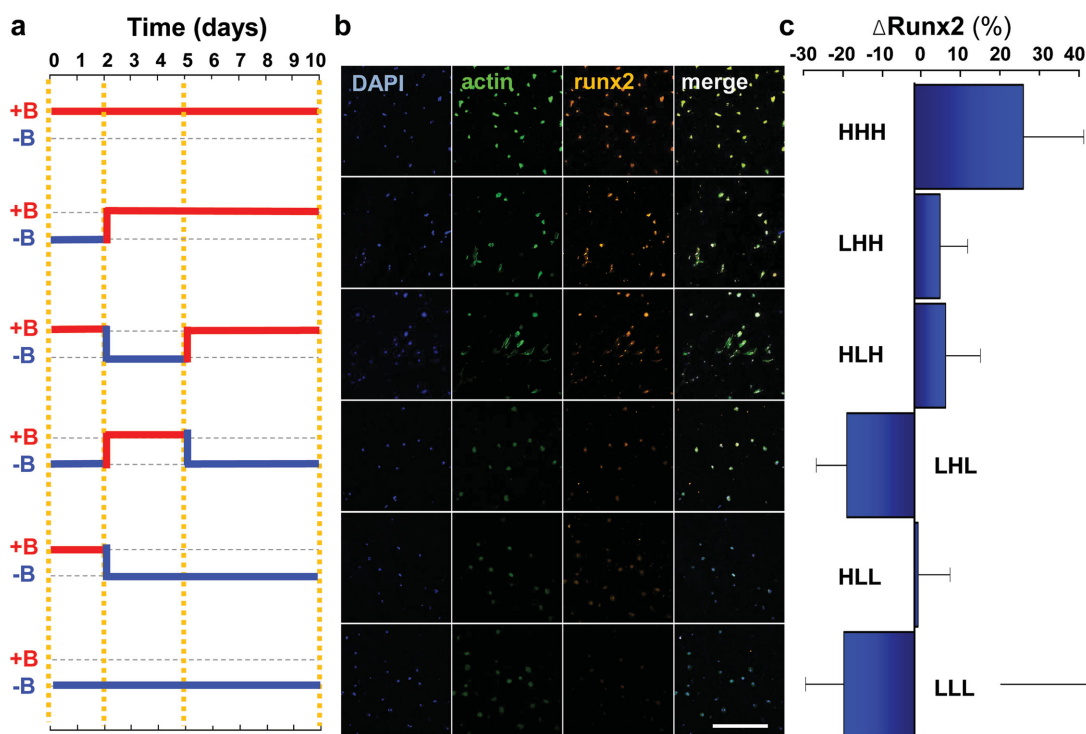 a
Time (days)
0 1 2 3 4 5 6 7 8 9 10
+B
-B
+B
-B
+B
-B
+B
-B
+B
-B
+B
-B
b
DAPI actin runx2 merge
c
△Runx2 (%)
-30 -20 -10 0 10 20 30 40
HHH
LHH
HLH
LHL
HLL
LLL